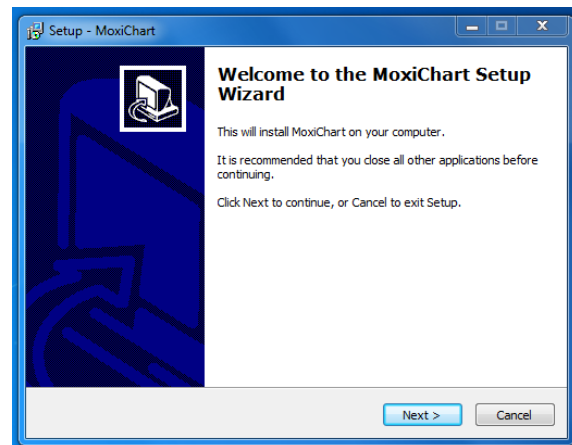 Setup - MoxiChart
Welcome to the MoxiChart Setup
Wizard
This will install MoxiChart on your computer.
It is recommended that you close all other applications before
continuing.
Click Next to continue, or Cancel to exit Setup.
Next >
Cancel